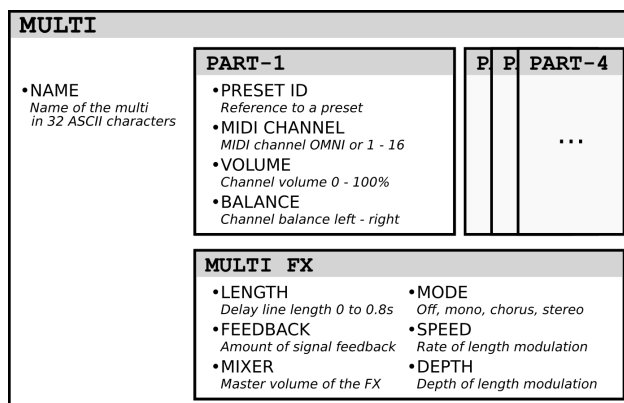 MULTI
•NAME
Name of the multi
in 32 ASCII characters
PART-1
•PRESET ID
Reference to a preset
•MIDI CHANNEL
MIDI channel OMNI or 1 - 16
•VOLUME
Channel volume 0 - 100%
•BALANCE
Channel balance left - right
P
P
PART-4
...
MULTI FX
•LENGTH
Delay line length 0 to 0.8s
•FEEDBACK
Amount of signal feedback
•MIXER
Master volume of the FX
•MODE
Off, mono, chorus, stereo
•SPEED
Rate of length modulation
•DEPTH
Depth of length modulation